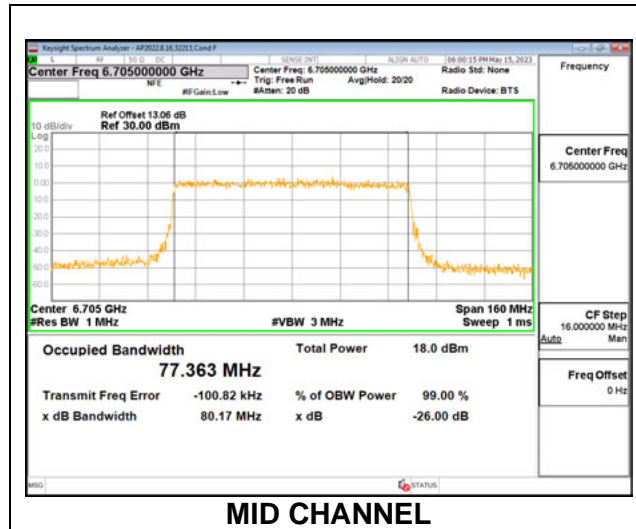 Keysight Spectrum Analyzer - AP2022.8.16,32213,Cond F
L RF 50 Ω DC SENSE:INT ALIGN AUTO 06:00:15 PM May 15, 2023
Center Freq 6.705000000 GHz Center Freq: 6.705000000 GHz Radio Std: None Frequency
NFE Trig: Free Run Avg|Hold: 20/20
#IFGain:Low #Atten: 20 dB Radio Device: BTS
Ref Offset 13.06 dB
10 dB/div Ref 30.00 dBm
Log
20.0
10.0
0.00
-10.0
-20.0
-30.0
-40.0
-50.0
-60.0
Center Freq
6.705000000 GHz
Center 6.705 GHz Span 160 MHz
#Res BW 1 MHz #VBW 3 MHz Sweep 1 ms
CF Step
16.000000 MHz
Auto Man
Occupied Bandwidth Total Power 18.0 dBm
77.363 MHz
Freq Offset
0 Hz
Transmit Freq Error -100.82 kHz % of OBW Power 99.00 %
x dB Bandwidth 80.17 MHz x dB -26.00 dB
MSG STATUS
MID CHANNEL